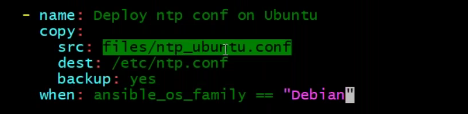 - name: Deploy ntp conf on Ubuntu
copy:
src: files/ntp_ubuntu.conf
dest: /etc/ntp.conf
backup: yes
when: ansible_os_family == "Debian"